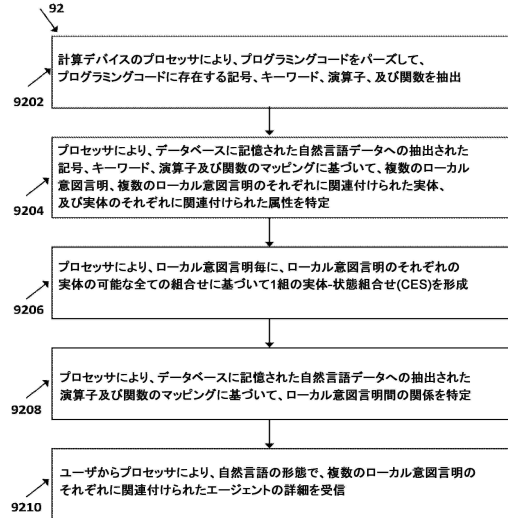 92
計算デバイスのプロセッサにより、プログラミングコードをパーズして、
プログラミングコードに存在する記号、キーワード、演算子、及び関数を抽出
9202
プロセッサにより、データベースに記憶された自然言語データへの抽出された
記号、キーワード、演算子及び関数のマッピングに基づいて、複数のローカル
意図言明、複数のローカル意図言明のそれぞれに関連付けられた実体、
及び実体のそれぞれに関連付けられた属性を特定
9204
プロセッサにより、ローカル意図言明毎に、ローカル意図言明のそれぞれの
実体の可能な全ての組合せに基づいて1組の実体-状態組合せ(CES)を形成
9206
プロセッサにより、データベースに記憶された自然言語データへの抽出された
演算子及び関数のマッピングに基づいて、ローカル意図言明間の関係を特定
9208
ユーザからプロセッサにより、自然言語の形態で、複数のローカル意図言明の
それぞれに関連付けられたエージェントの詳細を受信
9210